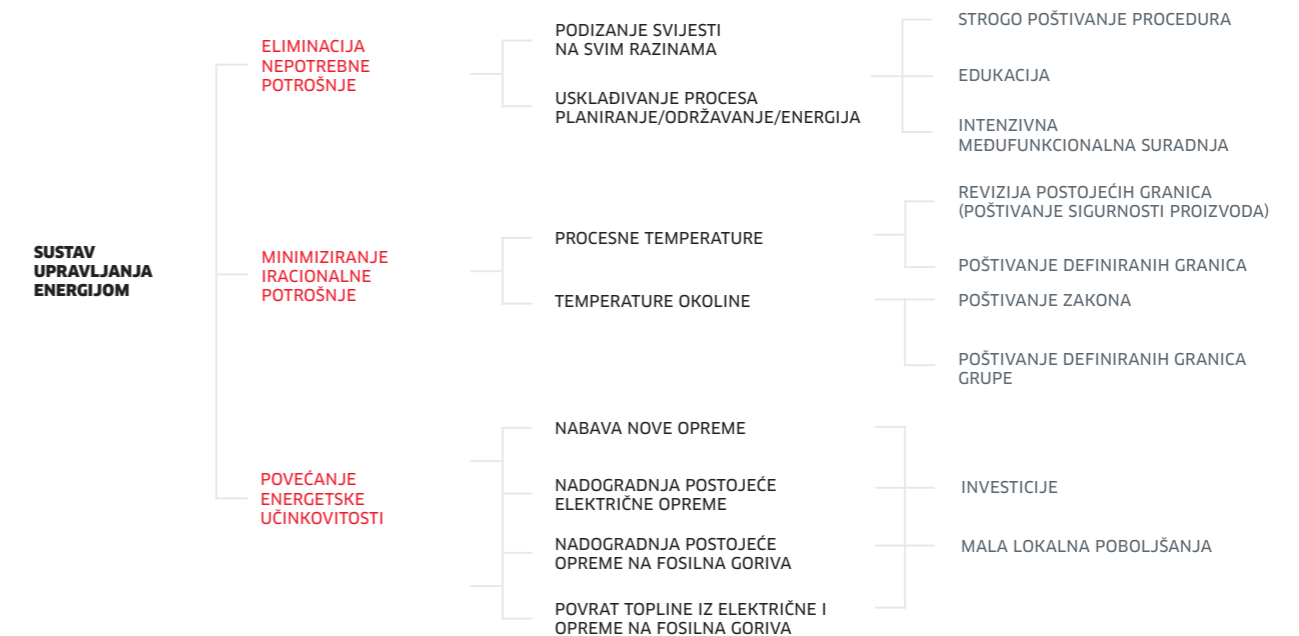 SUSTAV
UPRAVLJANJA
ENERGIJOM
ELIMINACIJA
NEPOTREBNE
POTROŠNJE
PODIZANJE SVIJESTI
NA SVIM RAZINAMA
USKLAĐIVANJE PROCESA
PLANIRANJE/ODRŽAVANJE/ENERGIJA
STROGO POŠTIVANJE PROCEDURA
EDUKACIJA
INTENZIVNA
MEĐUFUNKCIONALNA SURADNJA
MINIMIZIRANJE
IRACIONALNE
POTROŠNJE
PROCESNE TEMPERATURE
REVIZIJA POSTOJEĆIH GRANICA
(POŠTIVANJE SIGURNOSTI PROIZVODA)
POŠTIVANJE DEFINIRANIH GRANICA
TEMPERATURE OKOLINE
POŠTIVANJE ZAKONA
POŠTIVANJE DEFINIRANIH GRANICA
GRUPE
POVEĆANJE
ENERGETSKE
UČINKOVITOSTI
NABAVA NOVE OPREME
NADOGRADNJA POSTOJEĆE
ELEKTRIČNE OPREME
NADOGRADNJA POSTOJEĆE
OPREME NA FOSILNA GORIVA
POVRAT TOPLINE IZ ELEKTRIČNE I
OPREME NA FOSILNA GORIVA
INVESTICIJE
MALA LOKALNA POBOLJŠANJA